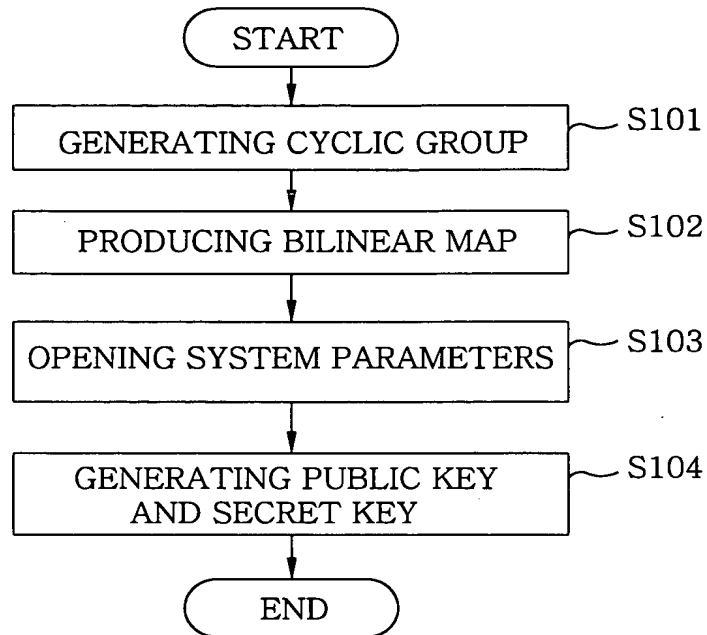 START
GENERATING CYCLIC GROUP
S101
PRODUCING BILINEAR MAP
S102
OPENING SYSTEM PARAMETERS
S103
GENERATING PUBLIC KEY
AND SECRET KEY
S104
END